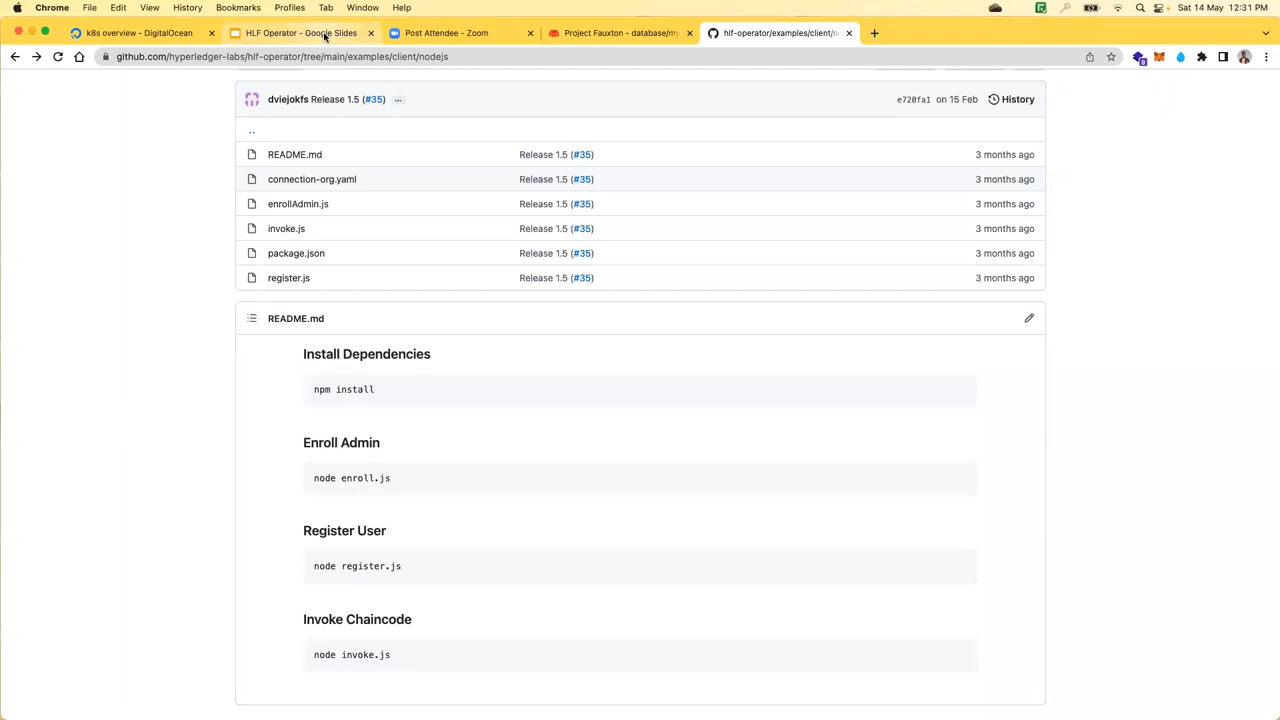 Chrome File Edit View History Bookmarks Profiles Tab Window Help Sat 14 May 12:31 PM
k8s overview - DigitalOcean HLF Operator - Google Slides Post Attendee - Zoom Project Fauxton - database/my hlf-operator/examples/client/n
github.com/hyperledger-labs/hlf-operator/tree/main/examples/client/nodejs
dviejokfs Release 1.5 (#35) ... e720fa1 on 15 Feb History
..
README.md Release 1.5 (#35) 3 months ago
connection-org.yaml Release 1.5 (#35) 3 months ago
enrollAdmin.js Release 1.5 (#35) 3 months ago
invoke.js Release 1.5 (#35) 3 months ago
package.json Release 1.5 (#35) 3 months ago
register.js Release 1.5 (#35) 3 months ago
README.md
Install Dependencies
npm install
Enroll Admin
node enroll.js
Register User
node register.js
Invoke Chaincode
node invoke.js